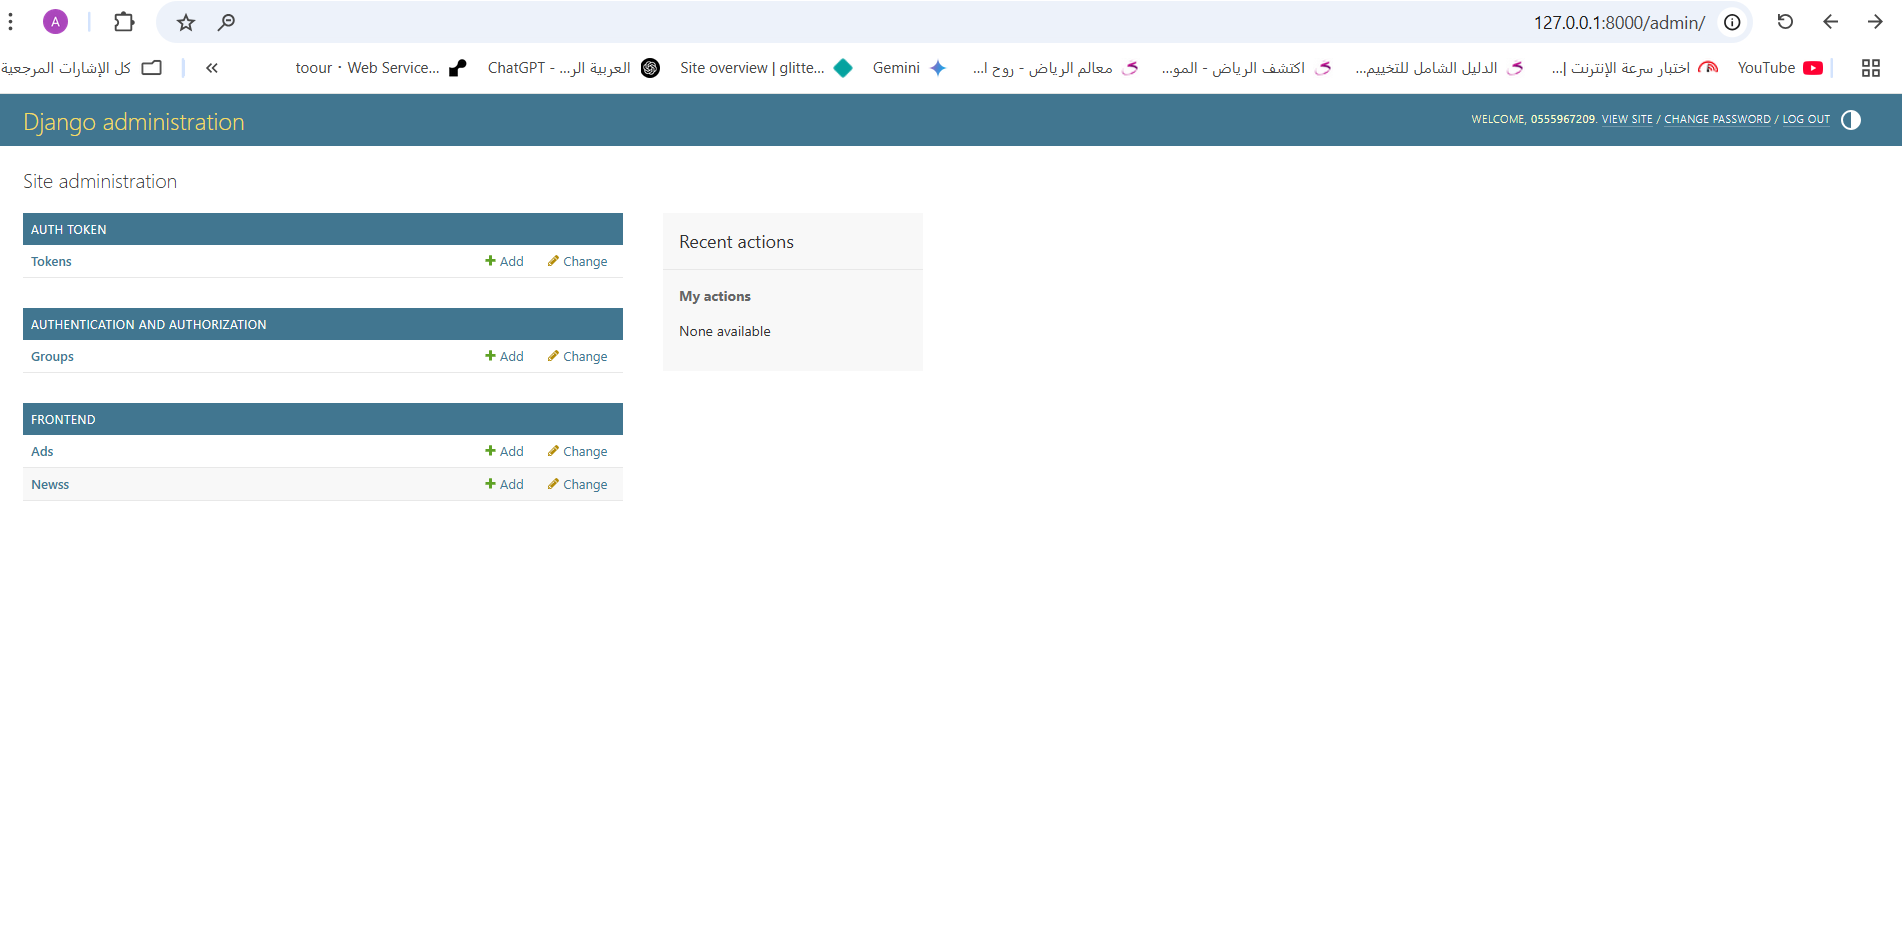 A
127.0.0.1:8000/admin/
كل الإشارات المرجعية
toour · Web Service...
ChatGPT - العربية الر...
Site overview | glitte...
Gemini
معالم الرياض - روح ا...
اكتشف الرياض - المو...
الدليل الشامل للتخييم...
اختبار سرعة الإنترنت |...
YouTube
Django administration
WELCOME, 0555967209. VIEW SITE / CHANGE PASSWORD / LOG OUT
Site administration
AUTH TOKEN
Tokens Add Change
AUTHENTICATION AND AUTHORIZATION
Groups Add Change
FRONTEND
Ads Add Change
Newss Add Change
Recent actions
My actions
None available